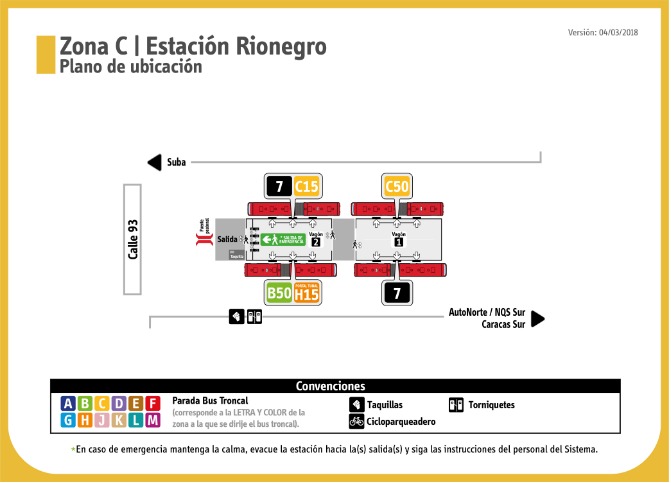 Versión: 04/03/2018
Zona C | Estación Rionegro
Plano de ubicación
Suba
7 C15
C50
Calle 93
Puente peatonal
Salida
SALIDA DE
EMERGENCIA
Vagón
2
Vagón
1
B50 H15
7
AutoNorte / NQS Sur
Caracas Sur
Convenciones
A B C D E F
G H J K L M
Parada Bus Troncal
(corresponde a la LETRA Y COLOR de la
zona a la que se dirije el bus troncal).
Taquillas
Torniquetes
Cicloparqueadero
*En caso de emergencia mantenga la calma, evacue la estación hacia la(s) salida(s) y siga las instrucciones del personal del Sistema.